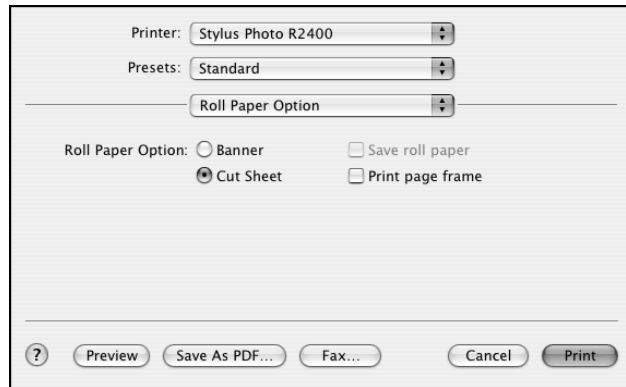 Printer: Stylus Photo R2400
Presets: Standard
Roll Paper Option
Roll Paper Option: Banner Save roll paper
Cut Sheet Print page frame
? Preview Save As PDF... Fax... Cancel Print